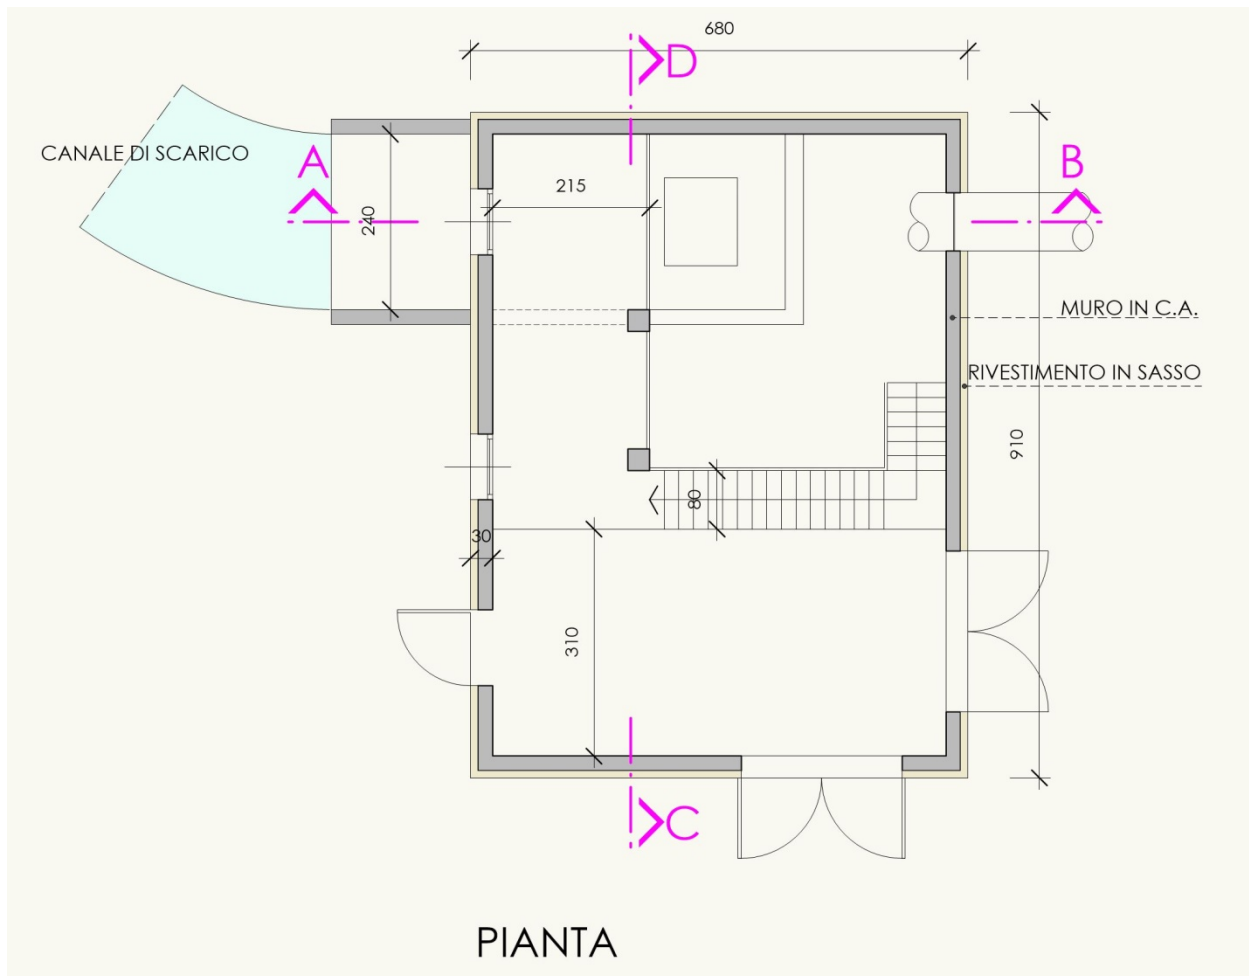 680
D
CANALE DI SCARICO
A
B
215
240
MURO IN C.A.
RIVESTIMENTO IN SASSO
910
80
30
310
C
PIANTA